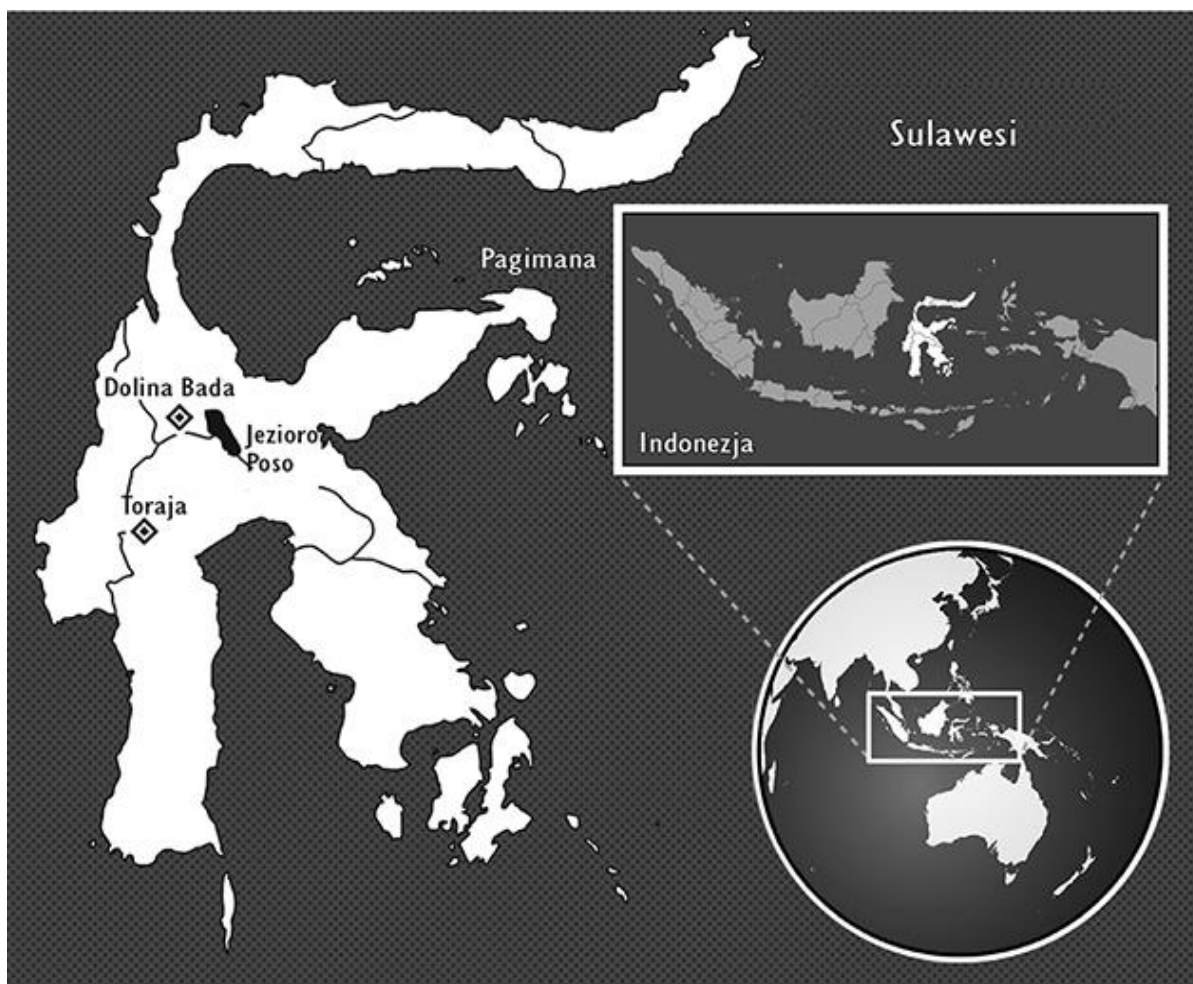 Sulawesi
Pagimana
Dolina Bada
Jezioro
Poso
Toraja
Indonezja